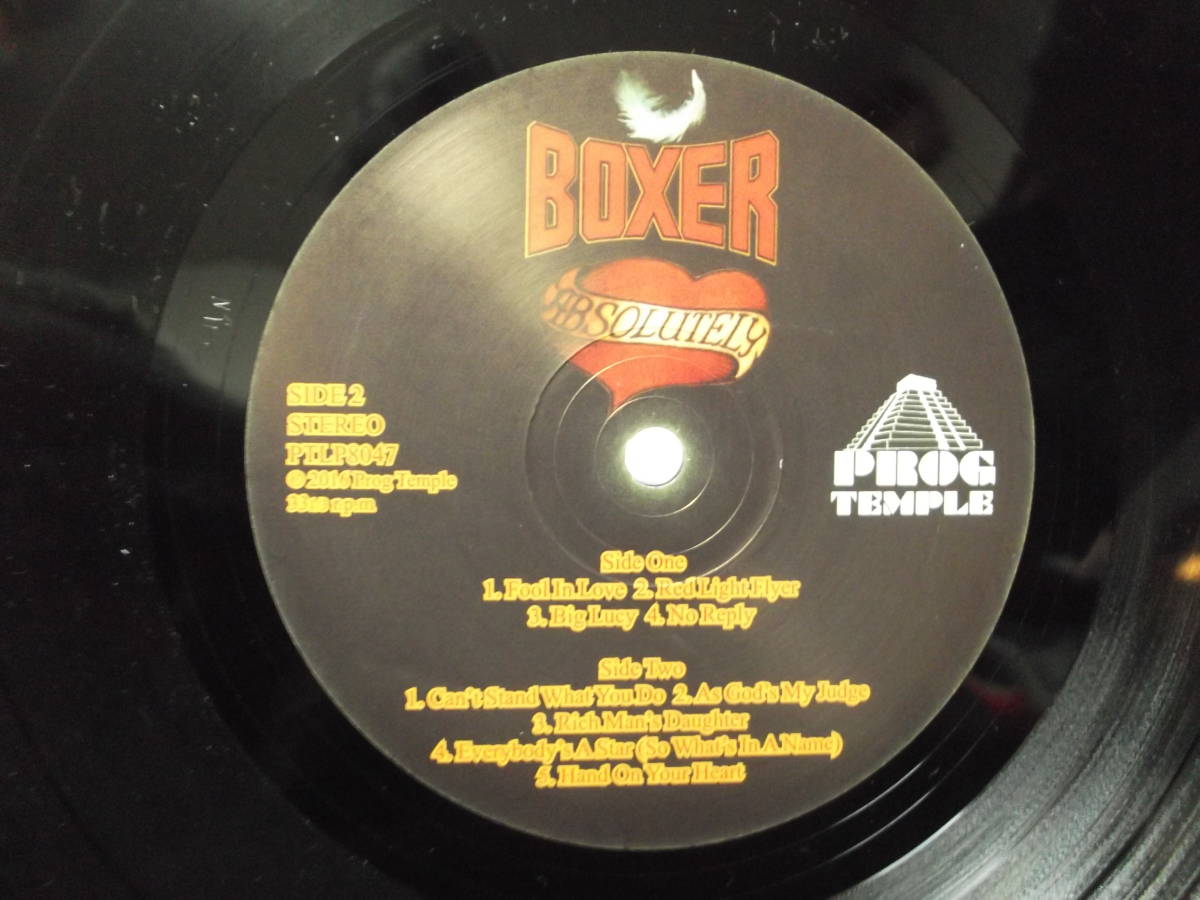 BOXER
ABSOLUTELY
SIDE 2
STEREO
PTLP8047
© 2016 Prog Temple
33 1/3 r.p.m.
PROG
TEMPLE
Side One
1. Fool In Love 2. Red Light Flyer
3. Big Lucy 4. No Reply
Side Two
1. Can't Stand What You Do 2. As God's My Judge
3. Rich Man's Daughter
4. Everybody's A Star (So What's In A Name)
5. Hand On Your Heart